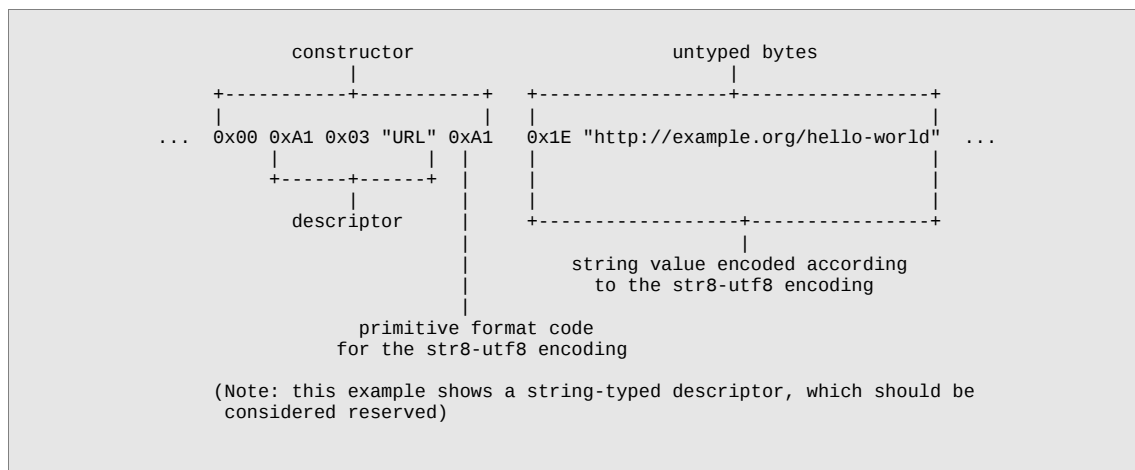 constructor untyped bytes
... 0x00 0xA1 0x03 "URL" 0xA1 0x1E "http://example.org/hello-world" ...
descriptor
string value encoded according
to the str8-utf8 encoding
primitive format code
for the str8-utf8 encoding
(Note: this example shows a string-typed descriptor, which should be
considered reserved)